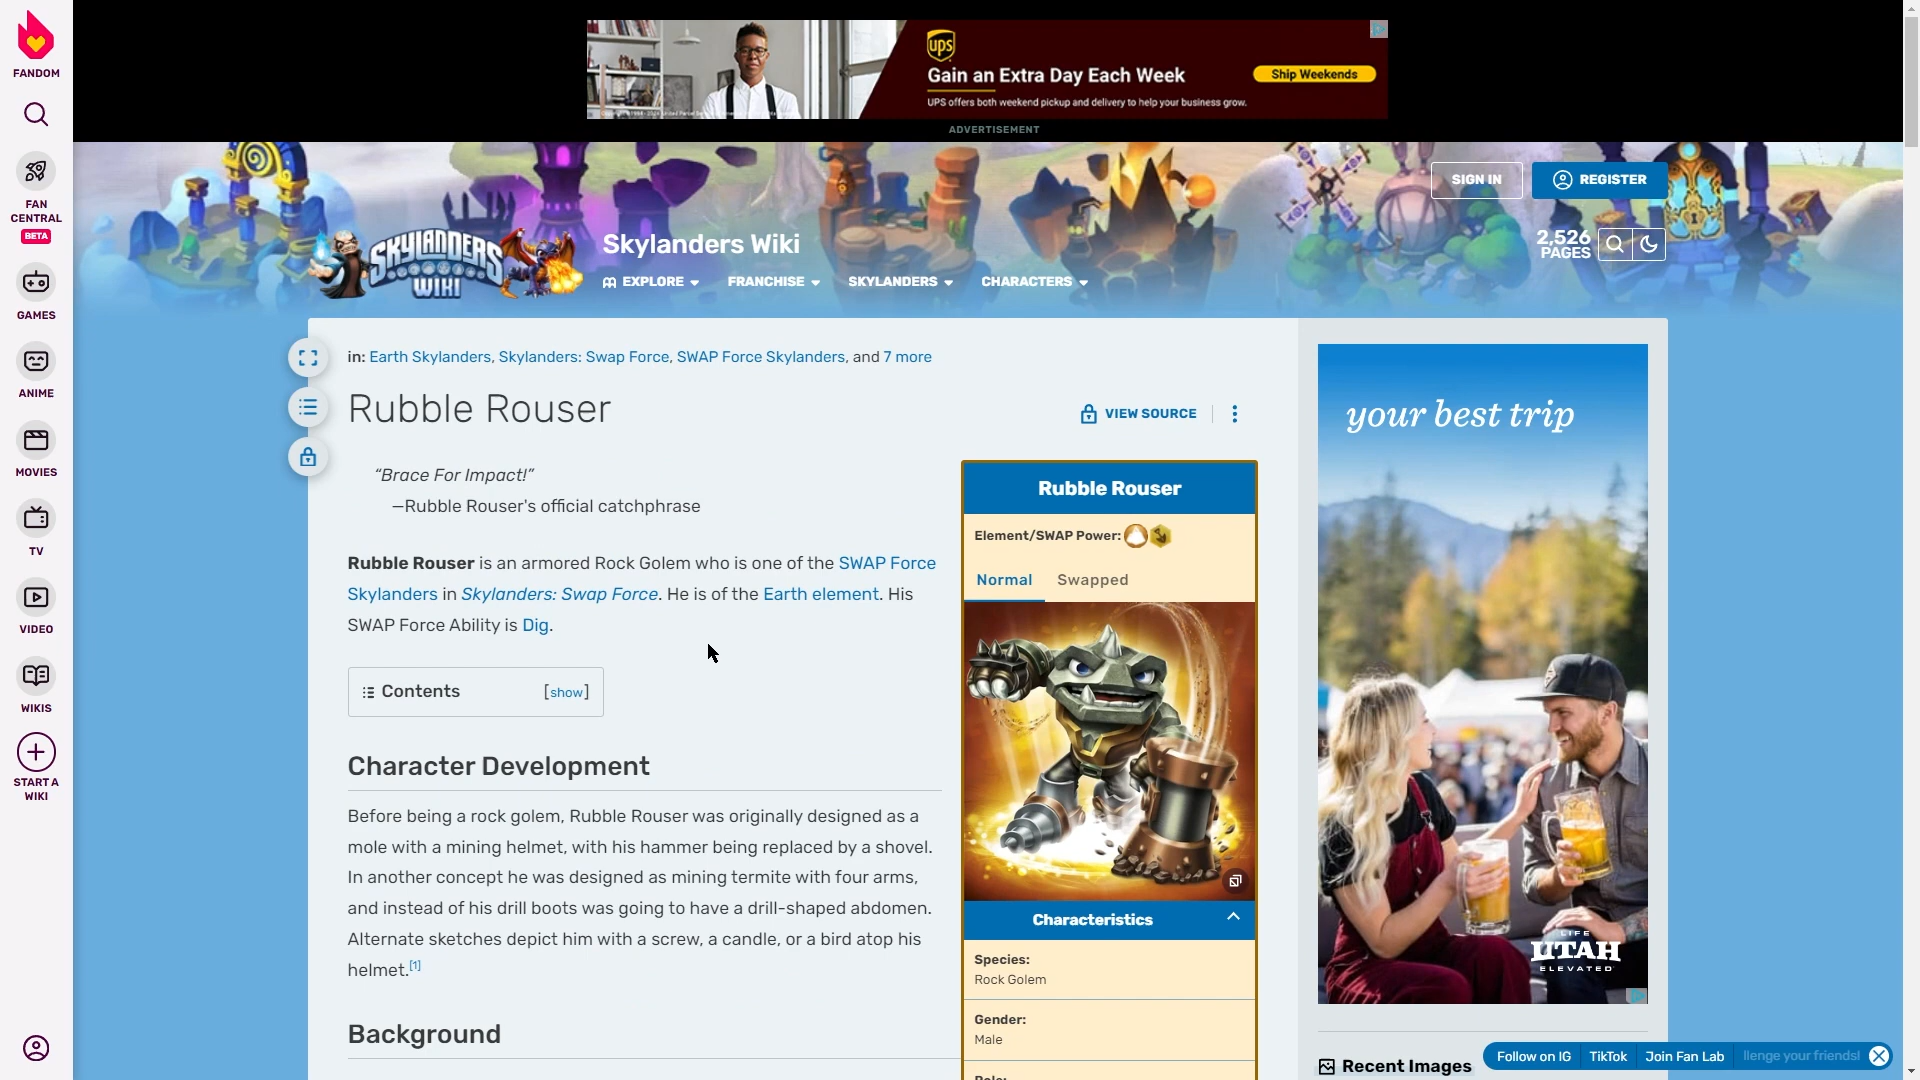 FANDOM
FAN
CENTRAL
BETA
GAMES
ANIME
MOVIES
TV
VIDEO
WIKIS
START A
WIKI
ups
Gain an Extra Day Each Week
UPS offers both weekend pickup and delivery to help your business grow.
Ship Weekends
ADVERTISEMENT
SIGN IN
REGISTER
SKYLANDERS
WIKI
Skylanders Wiki
2,526
PAGES
EXPLORE
FRANCHISE
SKYLANDERS
CHARACTERS
in: Earth Skylanders, Skylanders: Swap Force, SWAP Force Skylanders, and 7 more
Rubble Rouser
VIEW SOURCE
“Brace For Impact!”
—Rubble Rouser's official catchphrase
Rubble Rouser is an armored Rock Golem who is one of the SWAP Force
Skylanders in Skylanders: Swap Force. He is of the Earth element. His
SWAP Force Ability is Dig.
Contents [show]
Character Development
Before being a rock golem, Rubble Rouser was originally designed as a
mole with a mining helmet, with his hammer being replaced by a shovel.
In another concept he was designed as mining termite with four arms,
and instead of his drill boots was going to have a drill-shaped abdomen.
Alternate sketches depict him with a screw, a candle, or a bird atop his
helmet.[1]
Background
Rubble Rouser
Element/SWAP Power:
Normal
Swapped
Characteristics
Species:
Rock Golem
Gender:
Male
your best trip
LIFE
UTAH
ELEVATED
Recent Images
Follow on IG
TikTok
Join Fan Lab
llenge your friends!